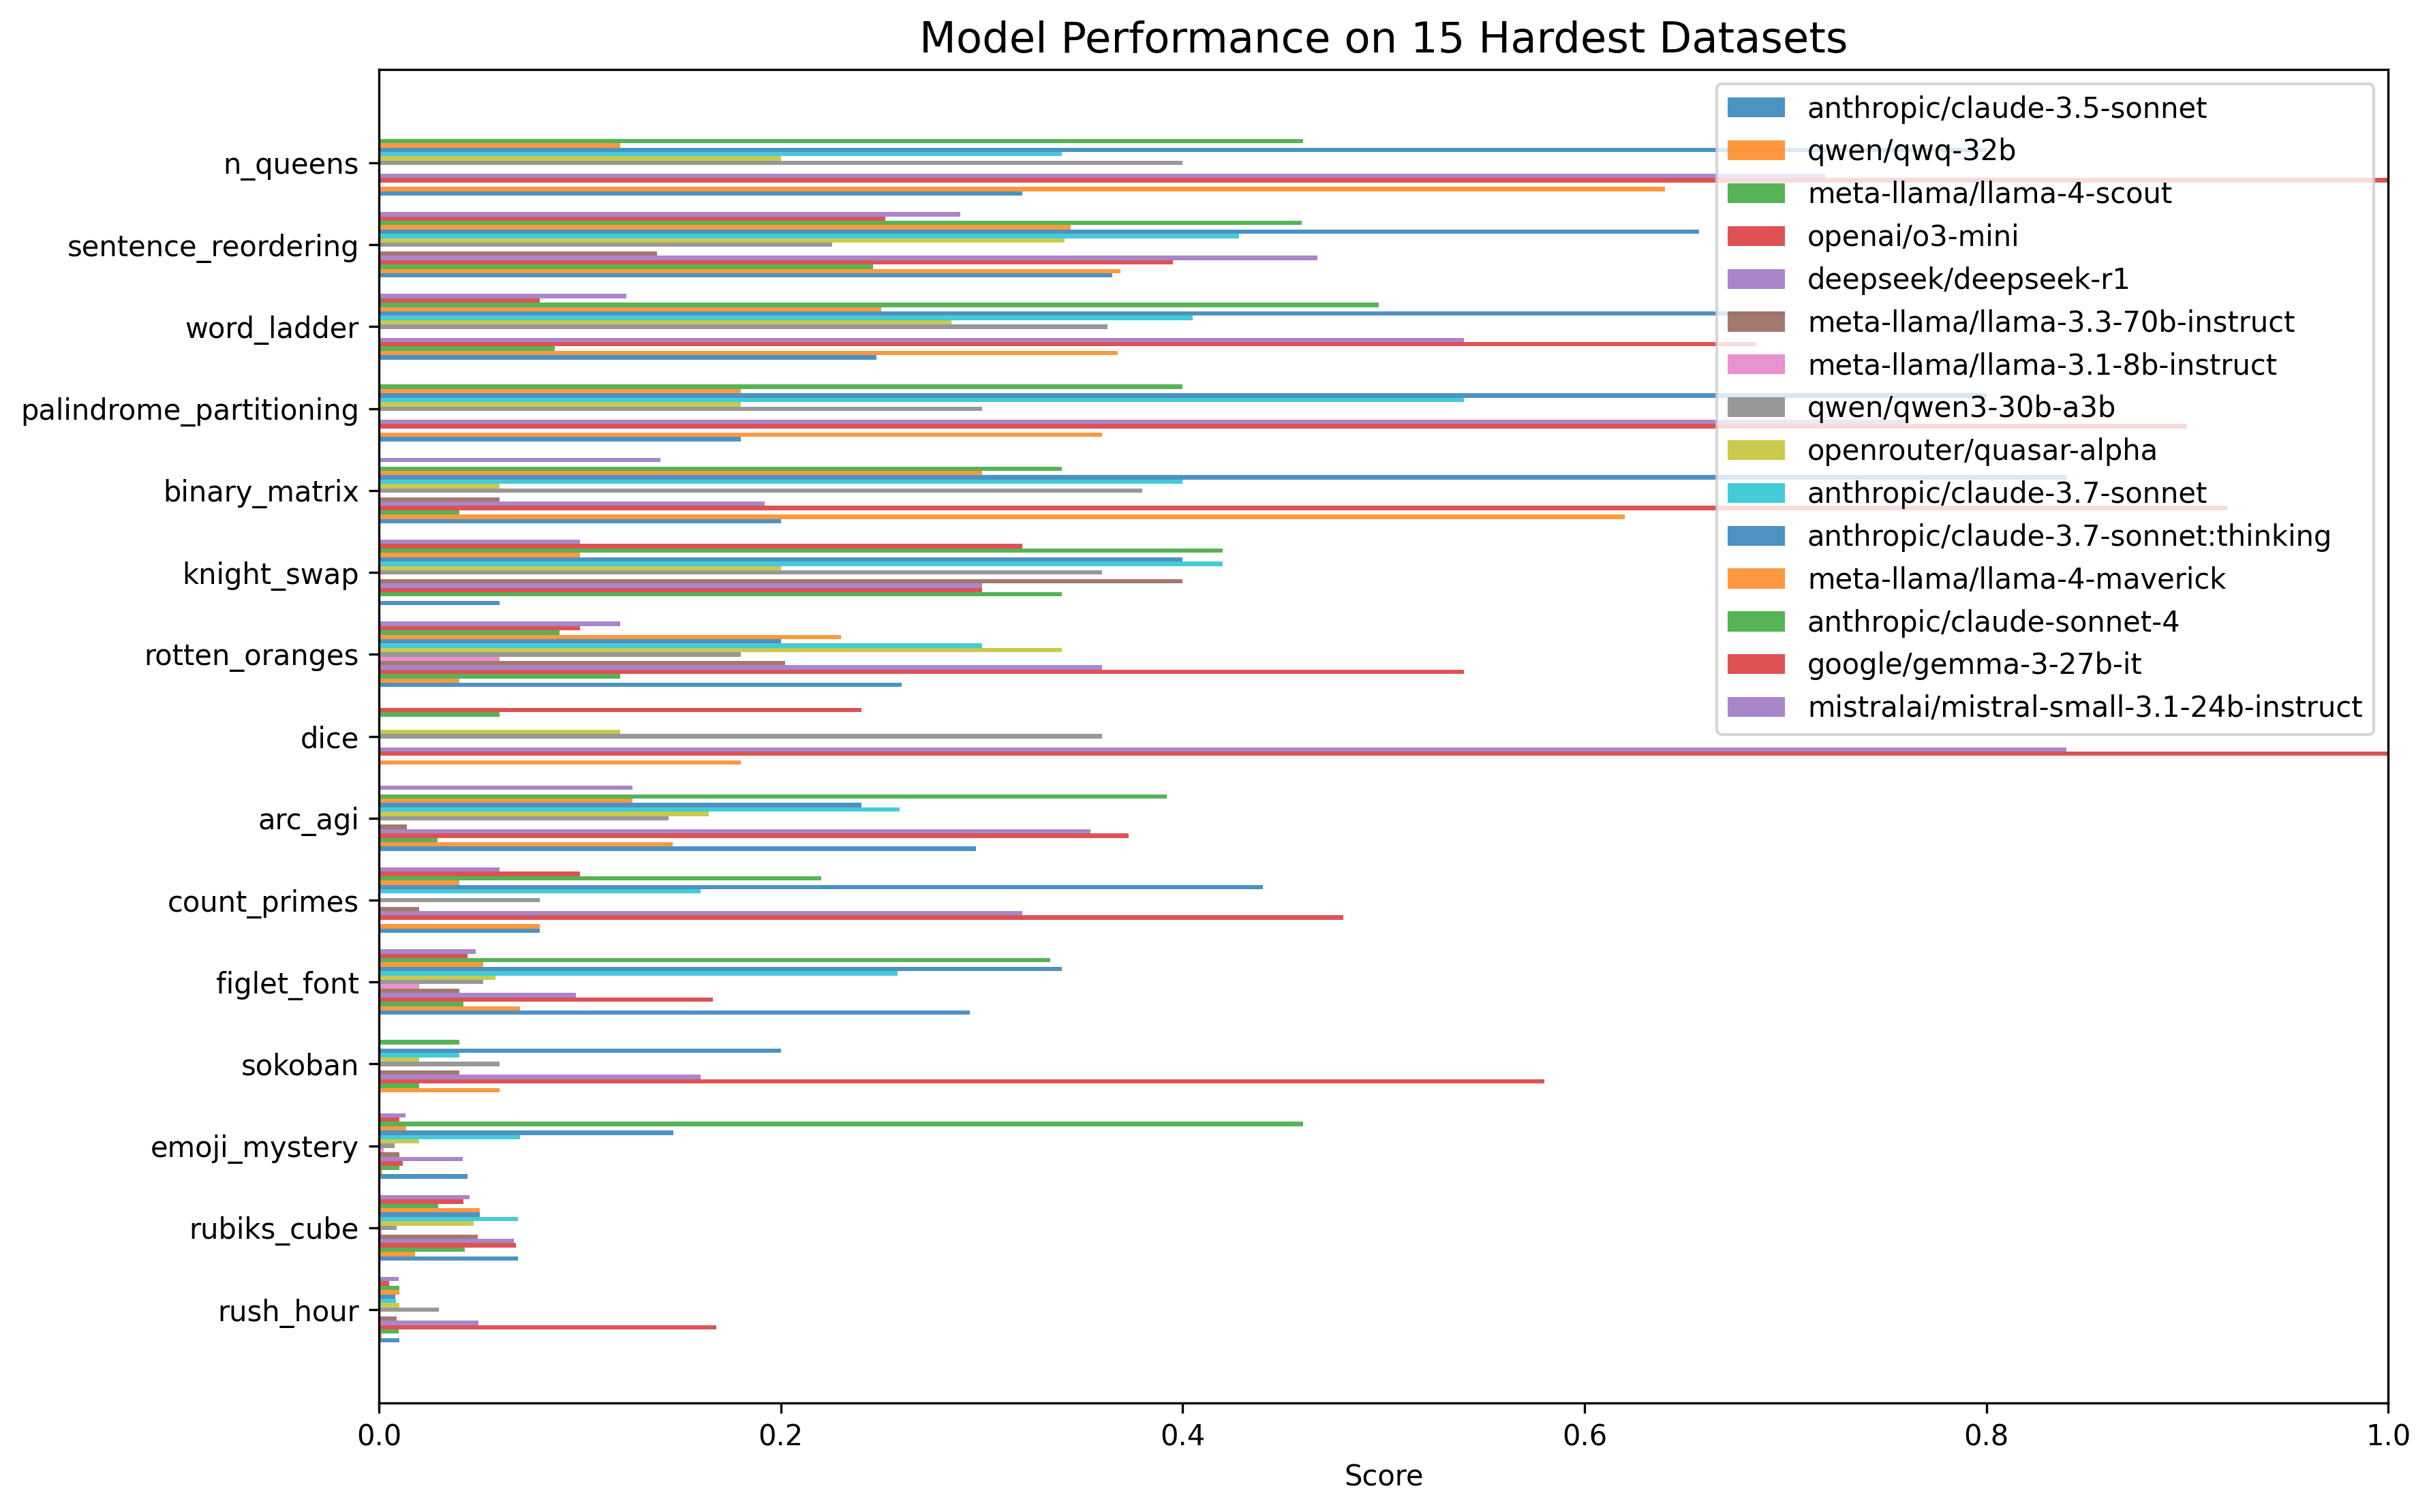 Model Performance on 15 Hardest Datasets
anthropic/claude-3.5-sonnet
qwen/qwq-32b
meta-llama/llama-4-scout
openai/o3-mini
deepseek/deepseek-r1
meta-llama/llama-3.3-70b-instruct
meta-llama/llama-3.1-8b-instruct
qwen/qwen3-30b-a3b
openrouter/quasar-alpha
anthropic/claude-3.7-sonnet
anthropic/claude-3.7-sonnet:thinking
meta-llama/llama-4-maverick
anthropic/claude-sonnet-4
google/gemma-3-27b-it
mistralai/mistral-small-3.1-24b-instruct
n_queens
sentence_reordering
word_ladder
palindrome_partitioning
binary_matrix
knight_swap
rotten_oranges
dice
arc_agi
count_primes
figlet_font
sokoban
emoji_mystery
rubiks_cube
rush_hour
0.0 0.2 0.4 0.6 0.8 1.0
Score